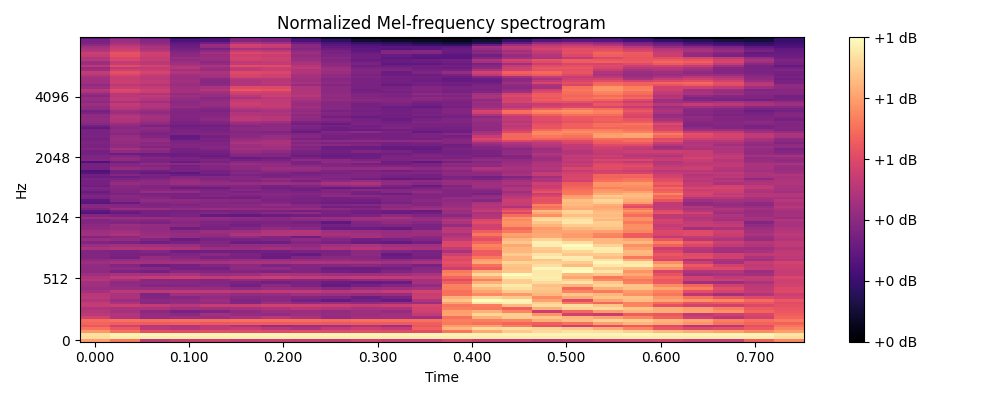 Normalized Mel-frequency spectrogram
Hz
4096
2048
1024
512
0
0.000 0.100 0.200 0.300 0.400 0.500 0.600 0.700
Time
+1 dB
+1 dB
+1 dB
+0 dB
+0 dB
+0 dB